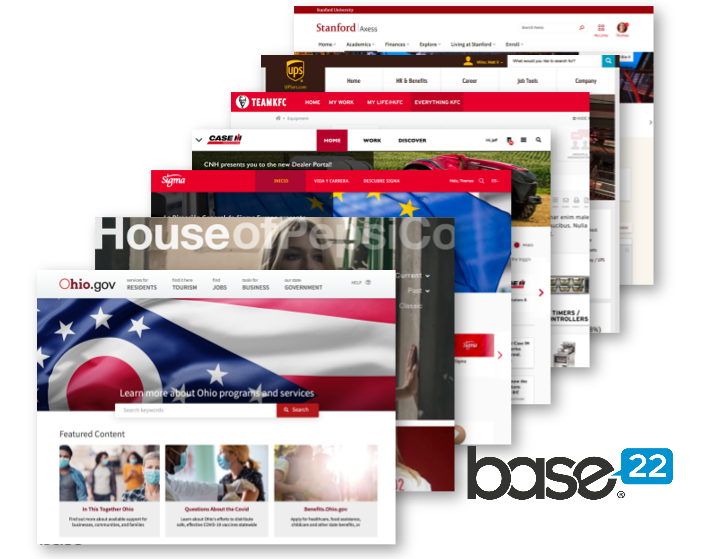 Stanford University
Stanford | Axess
Home
Academics
Finances
Explore
Living at Stanford
Enroll
ups
UPSers.com
What would you like to search for?
Home
HR & Benefits
Career
Job Tools
Company
TEAMKFC
HOME
MY WORK
MY LIFE@KFC
EVERYTHING KFC
Equipment
CASE IH
HOME
WORK
DISCOVER
Hi, Jeff
CNH presents you to the new Dealer Portal!
Sigma
INICIO
VIDA Y CARRERA
DESCUBRE SIGMA
Hola, Thomas
ES
HouseofPepsiCo
Current
Past
Classic
TIMERS /
CONTROLLERS
Sigma
Ohio.gov
services for
RESIDENTS
find it here
TOURISM
find
JOBS
tools for
BUSINESS
our state
GOVERNMENT
HELP
Learn more about Ohio programs and services
Search keywords
Search
Featured Content
In This Together Ohio
Find out more about available support for
businesses, communities, and families
Questions About the Covid
Learn about Ohio's efforts to distribute
safe, effective COVID-19 vaccines statewide
Benefits.Ohio.gov
Apply for healthcare, food assistance,
childcare and other state benefits, or
base 22 ®